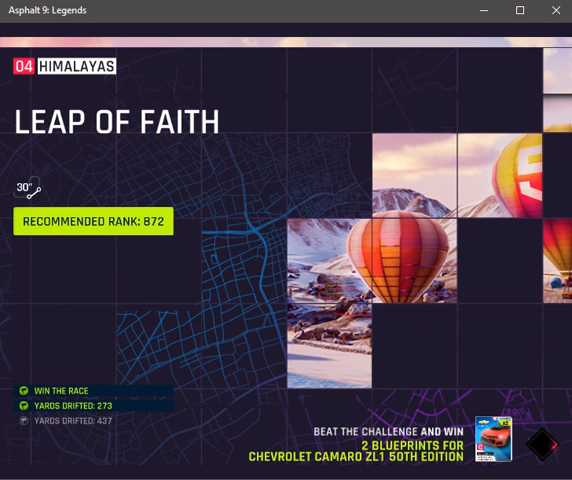 Asphalt 9: Legends
04 HIMALAYAS
LEAP OF FAITH
30"
RECOMMENDED RANK: 872
WIN THE RACE
YARDS DRIFTED: 273
YARDS DRIFTED: 437
BEAT THE CHALLENGE AND WIN
2 BLUEPRINTS FOR
CHEVROLET CAMARO ZL1 50TH EDITION